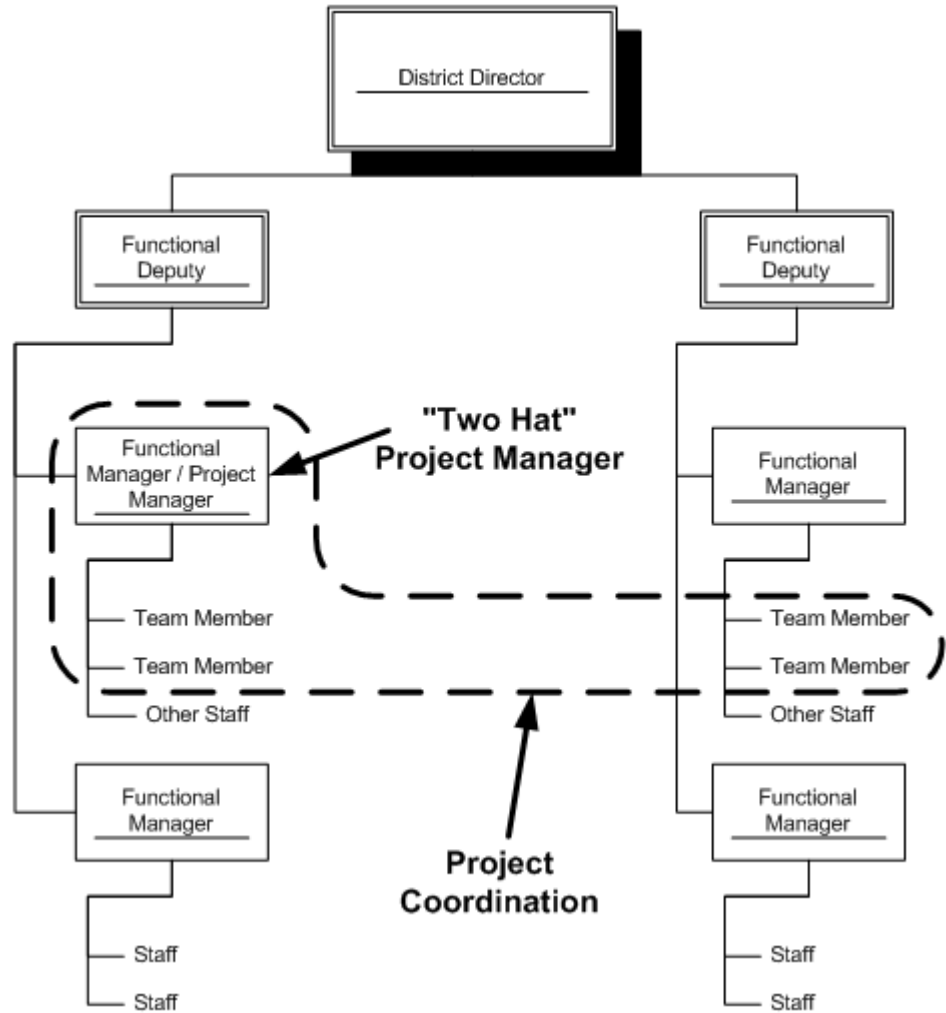 District Director
Functional
Deputy
Functional
Deputy
"Two Hat"
Project Manager
Functional
Manager / Project
Manager
Functional
Manager
Team Member
Team Member
Other Staff
Team Member
Team Member
Other Staff
Functional
Manager
Functional
Manager
Project
Coordination
Staff
Staff
Staff
Staff